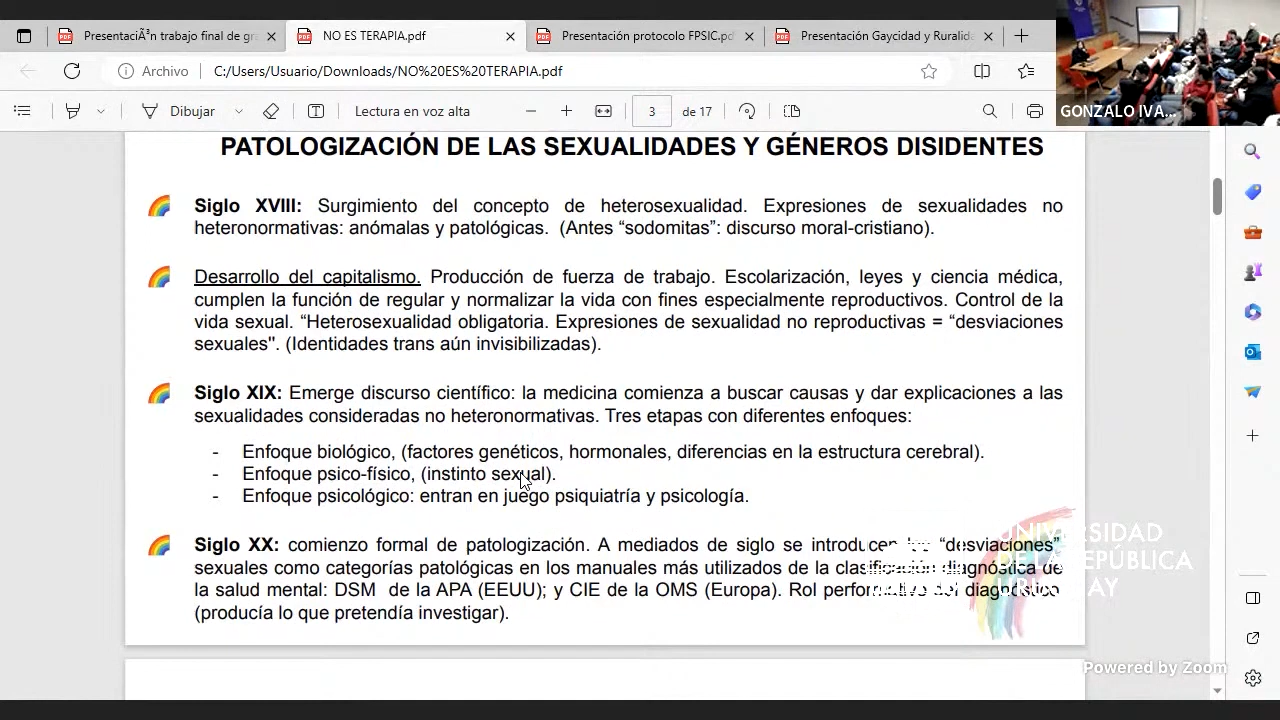 PresentaciÃ³n trabajo final de gra
NO ES TERAPIA.pdf
Presentación protocolo FPSIC.pd
Presentación Gaycidad y Ruralida
Archivo
C:/Users/Usuario/Downloads/NO%20ES%20TERAPIA.pdf
GONZALO IVA...
Dibujar
Lectura en voz alta
3
de 17
PATOLOGIZACIÓN DE LAS SEXUALIDADES Y GÉNEROS DISIDENTES
Siglo XVIII: Surgimiento del concepto de heterosexualidad. Expresiones de sexualidades no
heteronormativas: anómalas y patológicas. (Antes “sodomitas”: discurso moral-cristiano).
Desarrollo del capitalismo. Producción de fuerza de trabajo. Escolarización, leyes y ciencia médica,
cumplen la función de regular y normalizar la vida con fines especialmente reproductivos. Control de la
vida sexual. “Heterosexualidad obligatoria. Expresiones de sexualidad no reproductivas = “desviaciones
sexuales". (Identidades trans aún invisibilizadas).
Siglo XIX: Emerge discurso científico: la medicina comienza a buscar causas y dar explicaciones a las
sexualidades consideradas no heteronormativas. Tres etapas con diferentes enfoques:
- Enfoque biológico, (factores genéticos, hormonales, diferencias en la estructura cerebral).
- Enfoque psico-físico, (instinto sexual).
- Enfoque psicológico: entran en juego psiquiatría y psicología.
Siglo XX: comienzo formal de patologización. A mediados de siglo se introducen “desviaciones”
sexuales como categorías patológicas en los manuales más utilizados de la diagnóstica de
la salud mental: DSM de la APA (EEUU); y CIE de la OMS (Europa). Rol
(producía lo que pretendía investigar).
UNIVERSIDAD
DE LA REPÚBLICA
URUGUAY
Powered by Zoom